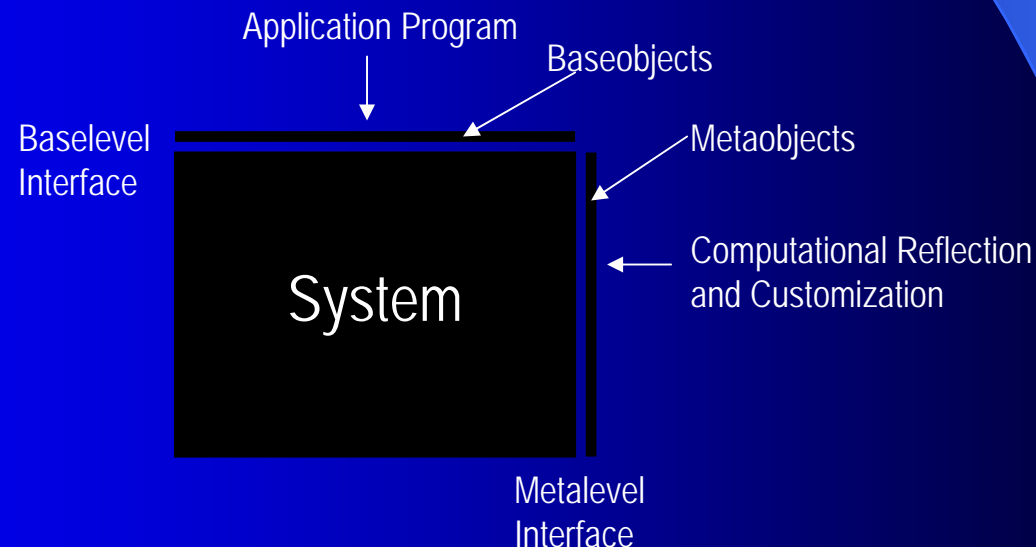 Application Program
Baseobjects
Baselevel
Interface
Metaobjects
Computational Reflection
and Customization
System
Metalevel
Interface